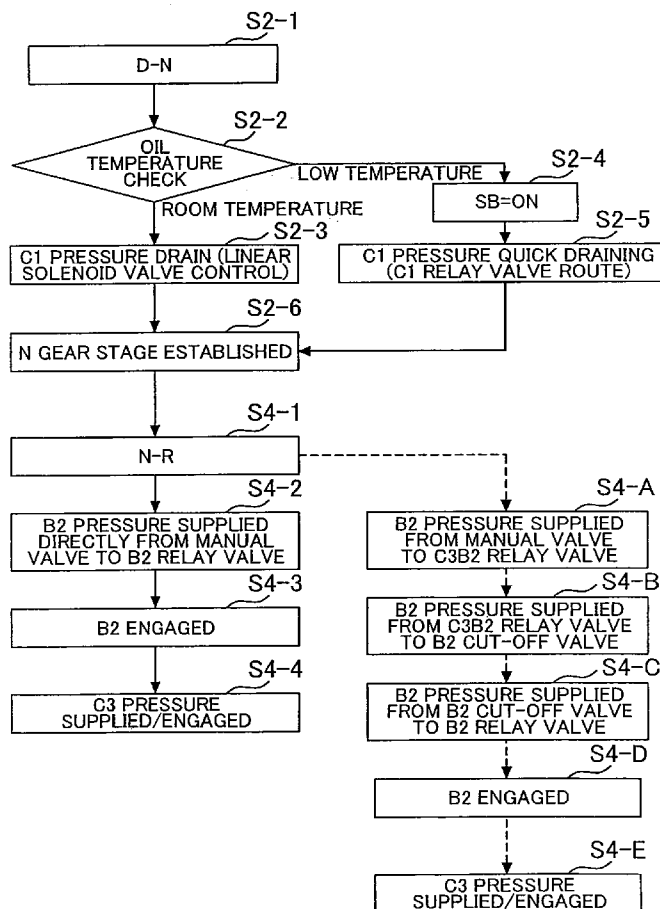 S2-1
D-N
S2-2
OIL
TEMPERATURE
CHECK
LOW TEMPERATURE
ROOM TEMPERATURE
S2-4
SB=ON
S2-3
C1 PRESSURE DRAIN (LINEAR
SOLENOID VALVE CONTROL)
S2-5
C1 PRESSURE QUICK DRAINING
(C1 RELAY VALVE ROUTE)
S2-6
N GEAR STAGE ESTABLISHED
S4-1
N-R
S4-2
B2 PRESSURE SUPPLIED
DIRECTLY FROM MANUAL
VALVE TO B2 RELAY VALVE
S4-3
B2 ENGAGED
S4-4
C3 PRESSURE
SUPPLIED/ENGAGED
S4-A
B2 PRESSURE SUPPLIED
FROM MANUAL VALVE
TO C3B2 RELAY VALVE
S4-B
B2 PRESSURE SUPPLIED
FROM C3B2 RELAY VALVE
TO B2 CUT-OFF VALVE
S4-C
B2 PRESSURE SUPPLIED
FROM B2 CUT-OFF VALVE
TO B2 RELAY VALVE
S4-D
B2 ENGAGED
S4-E
C3 PRESSURE
SUPPLIED/ENGAGED